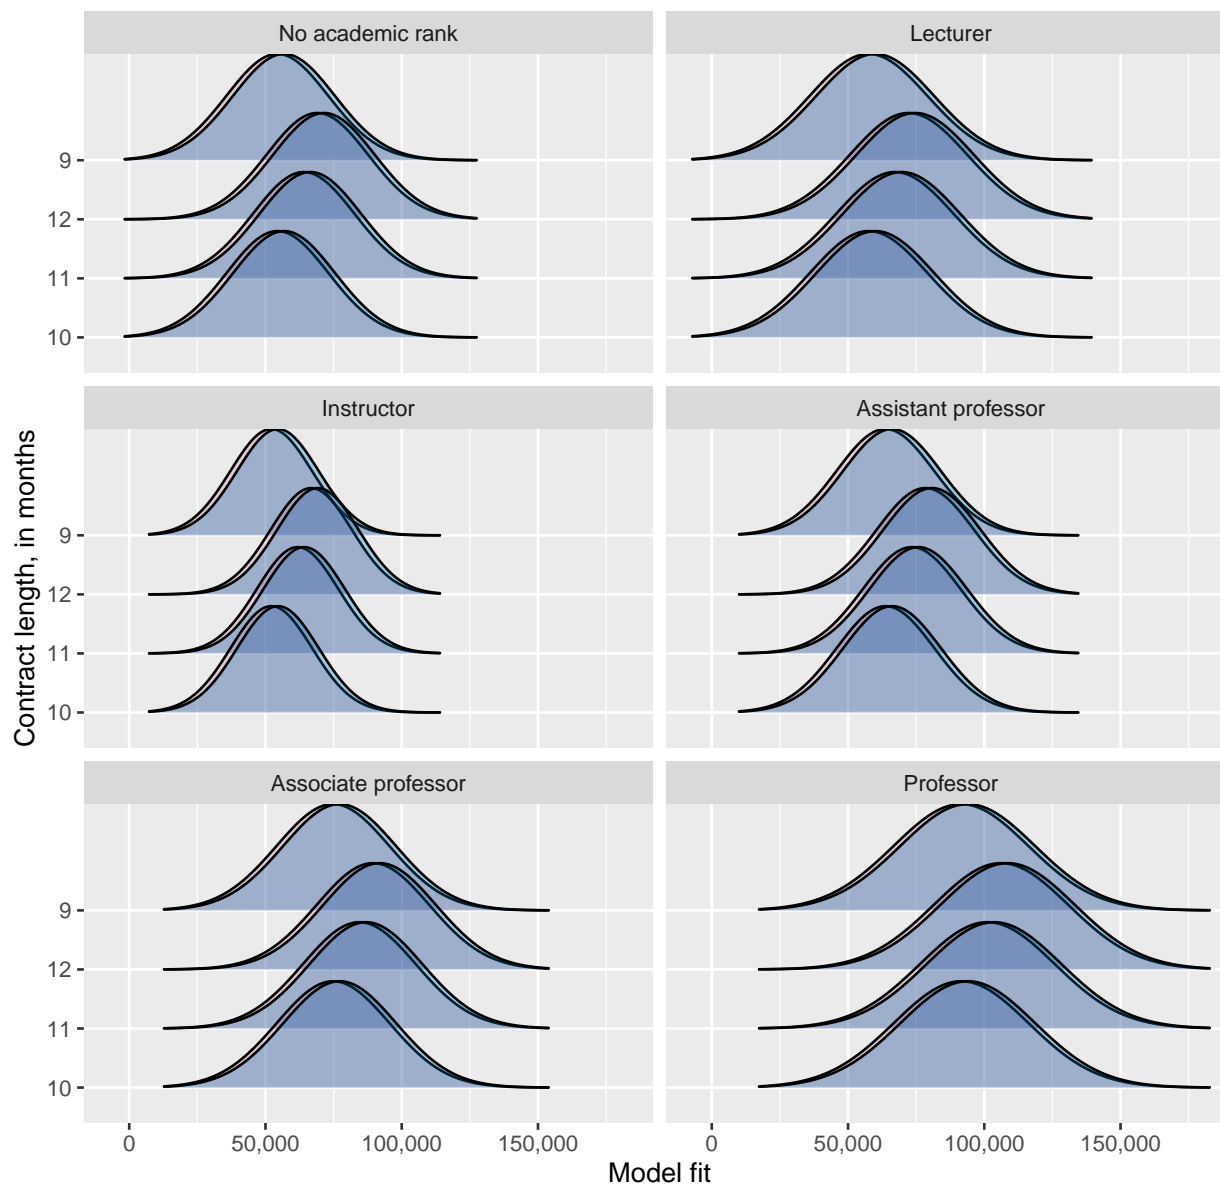 No academic rank
Lecturer
9
12
11
10
Instructor
Assistant professor
9
12
11
10
Contract length, in months
Associate professor
Professor
9
12
11
10
0 50,000 100,000 150,000
0 50,000 100,000 150,000
Model fit